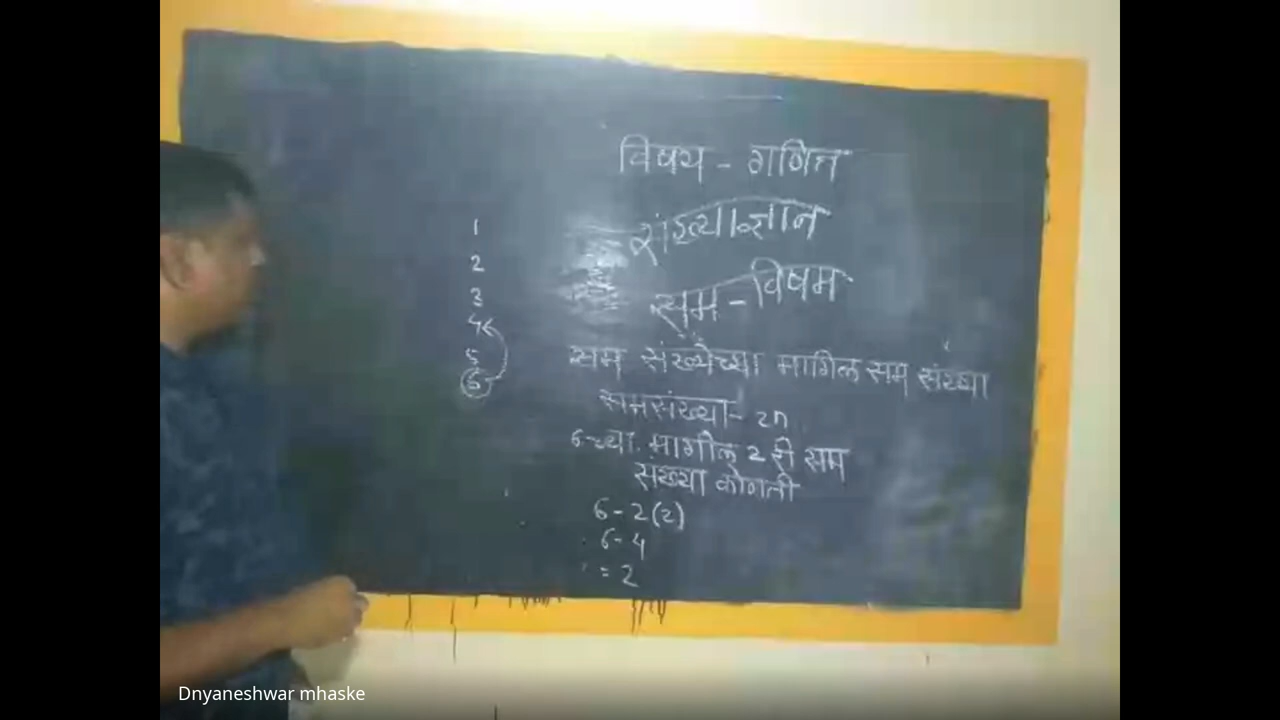 विषय - गणित
संख्याज्ञान
सम - विषम
सम संख्येच्या मागिल सम संख्या
समसंख्या - 2n
6-च्या मागील 2 री सम
संख्या कोणती
6 - 2(2)
6 - 4
= 2
1
2
3
4
5
6
Dnyaneshwar mhaske